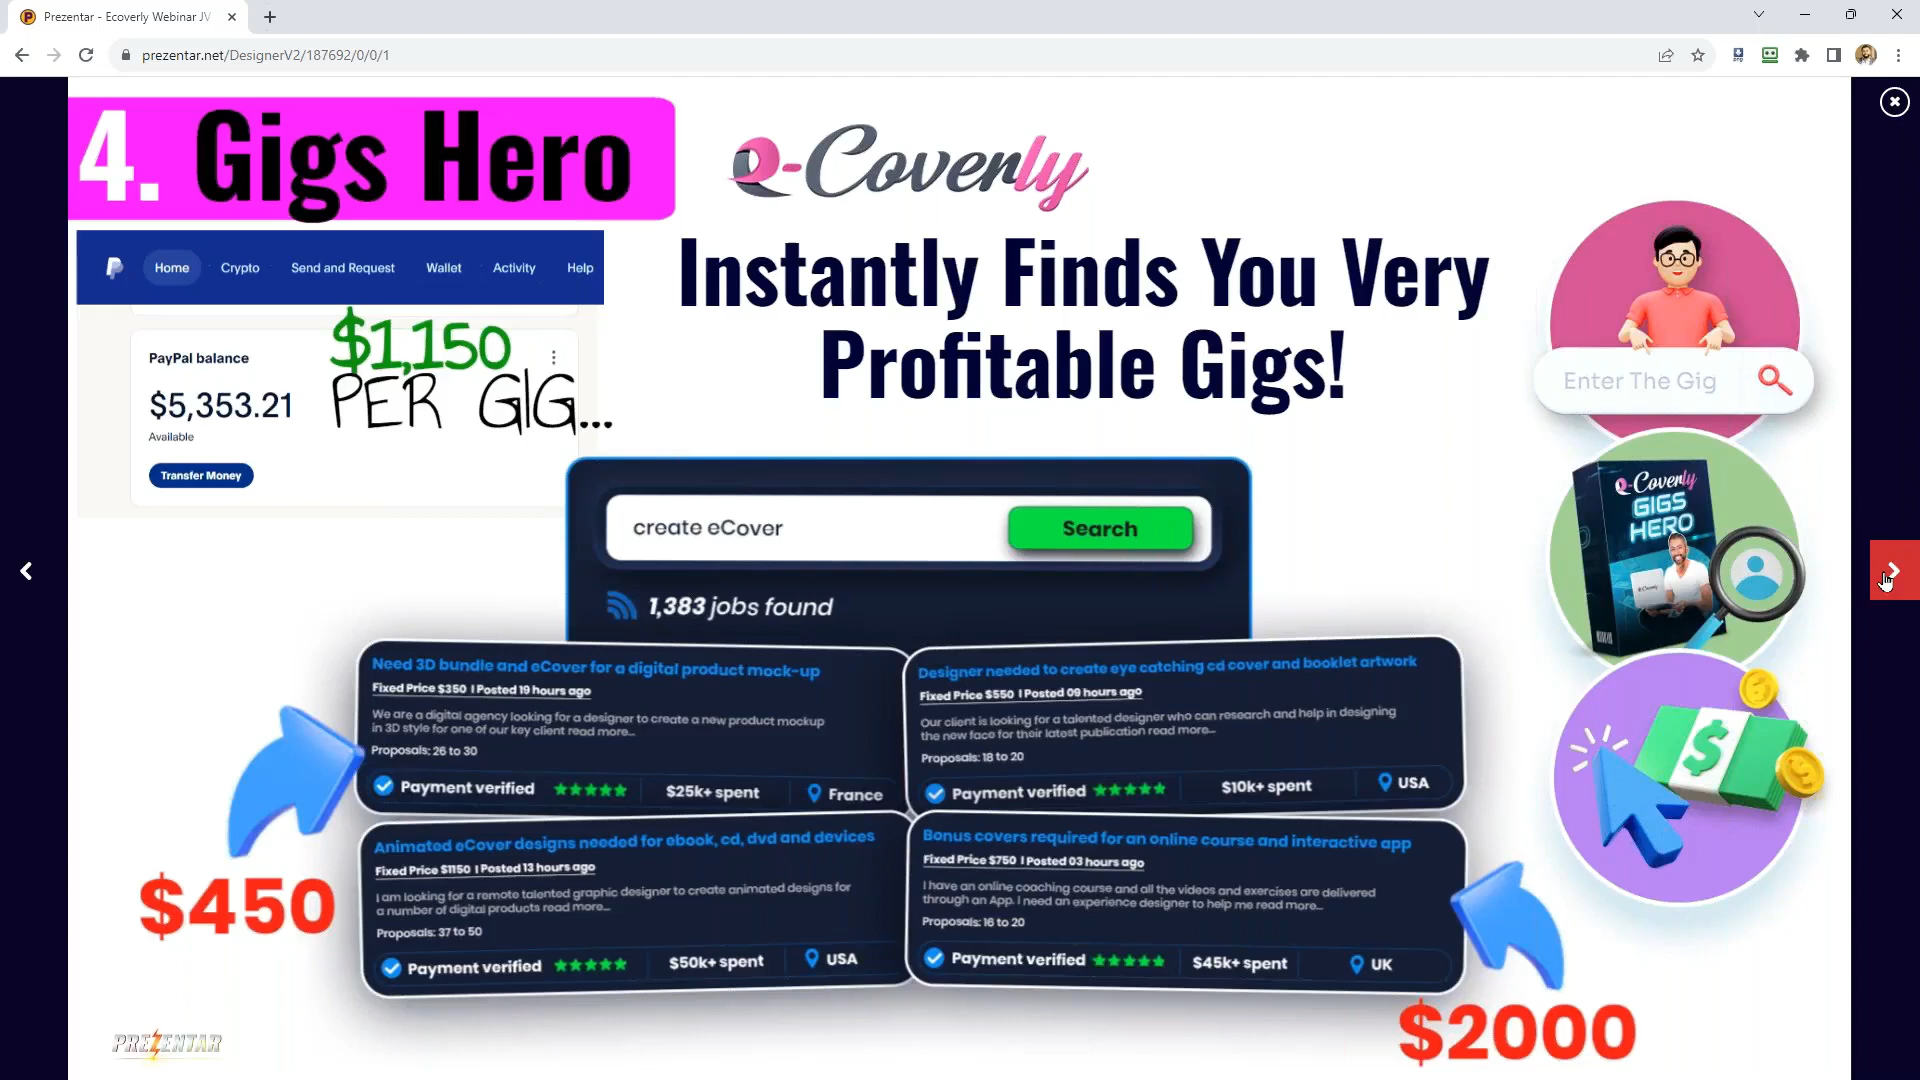 Prezentar - Ecoverly Webinar JV
prezentar.net/DesignerV2/187692/0/0/1
4. Gigs Hero
e-Coverly
Instantly Finds You Very
Profitable Gigs!
Home Crypto Send and Request Wallet Activity Help
PayPal balance
$5,353.21
Available
Transfer Money
$1,150
PER GIG...
Enter The Gig
e-Coverly
GIGS
HERO
create eCover
Search
1,383 jobs found
Need 3D bundle and eCover for a digital product mock-up
Fixed Price $350 | Posted 19 hours ago
We are a digital agency looking for a designer to create a new product mockup
in 3D style for one of our key client read more...
Proposals: 26 to 30
Payment verified $25k+ spent France
Designer needed to create eye catching cd cover and booklet artwork
Fixed Price $550 | Posted 09 hours ago
Our client is looking for a talented designer who can research and help in designing
the new face for their latest publication read more...
Proposals: 18 to 20
Payment verified $10k+ spent USA
Animated eCover designs needed for ebook, cd, dvd and devices
Fixed Price $1150 | Posted 13 hours ago
I am looking for a remote talented graphic designer to create animated designs for
a number of digital products read more...
Proposals: 37 to 50
Payment verified $50k+ spent USA
Bonus covers required for an online course and interactive app
Fixed Price $750 | Posted 03 hours ago
I have an online coaching course and all the videos and exercises are delivered
through an App. I need an experience designer to help me read more...
Proposals: 16 to 20
Payment verified $45k+ spent UK
$450
$2000
PREZENTAR